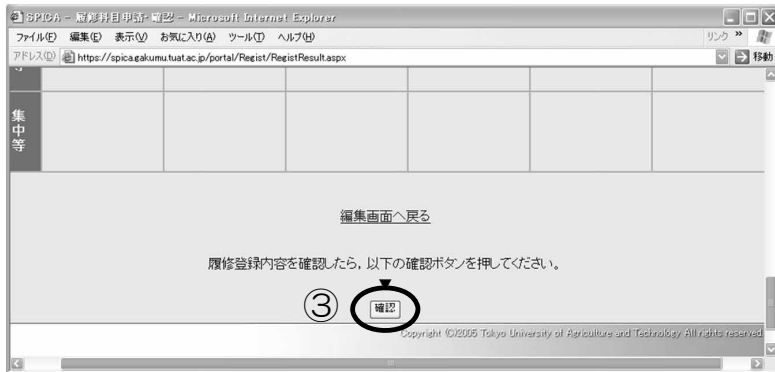 SPICA - 履修科目申請・確認 - Microsoft Internet Explorer
ファイル(F) 編集(E) 表示(V) お気に入り(A) ツール(T) ヘルプ(H) リンク »
アドレス(D) https://spica.gakumu.tuat.ac.jp/portal/Regist/RegistResult.aspx 移動
集中等
編集画面へ戻る
履修登録内容を確認したら, 以下の確認ボタンを押してください。
③ 確認
Copyright (C)2005 Tokyo University of Agriculture and Technology All rights reserved